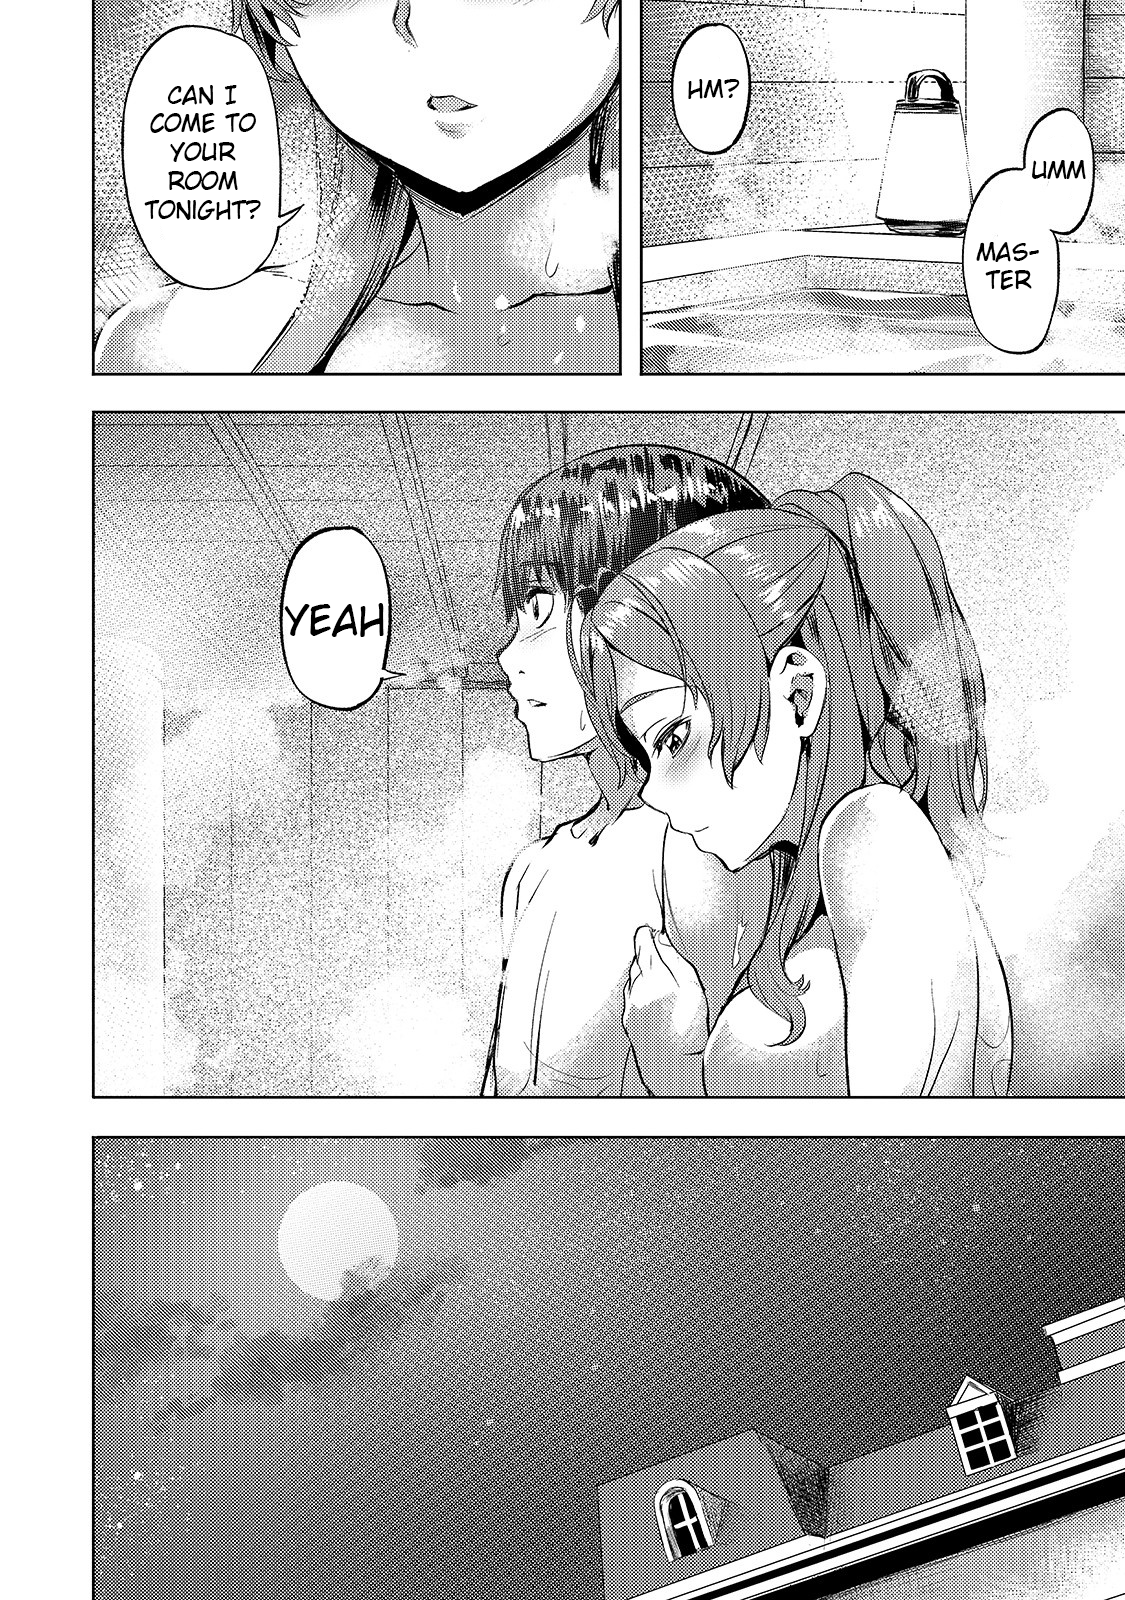 UMM
MAS-
TER
HM?
CAN I
COME TO
YOUR
ROOM
TONIGHT?
YEAH